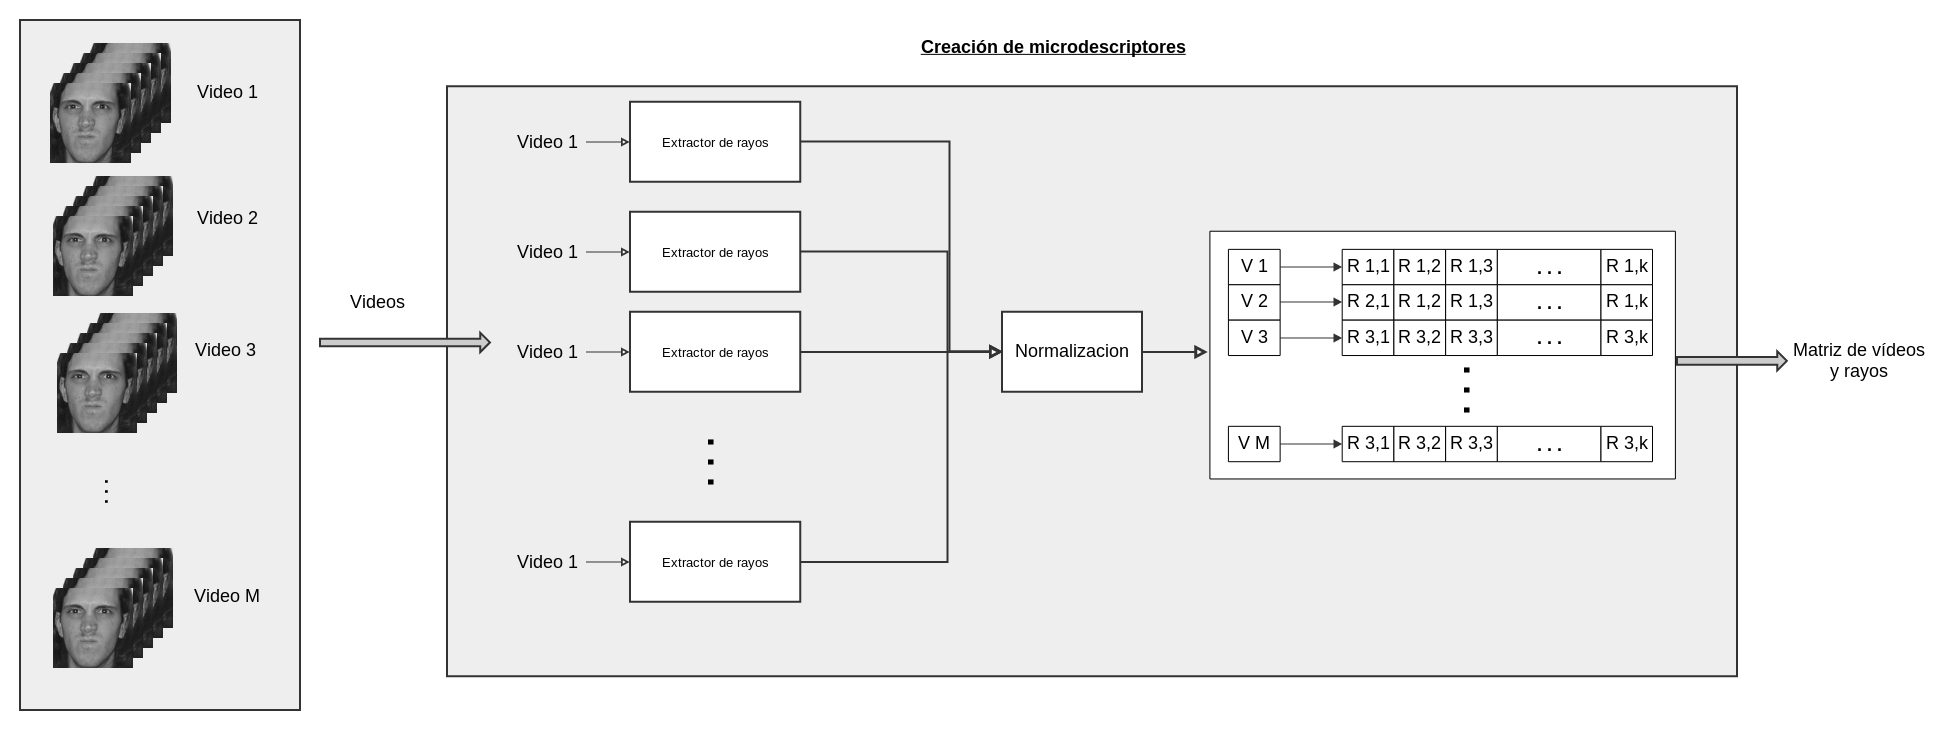 Creación de microdescriptores
Video 1
Video 2
Video 3
...
Video M
Videos
Video 1
Extractor de rayos
Video 1
Extractor de rayos
Video 1
Extractor de rayos
...
Video 1
Extractor de rayos
Normalizacion
V 1 R 1,1 R 1,2 R 1,3 . . . R 1,k
V 2 R 2,1 R 1,2 R 1,3 . . . R 1,k
V 3 R 3,1 R 3,2 R 3,3 . . . R 3,k
...
V M R 3,1 R 3,2 R 3,3 . . . R 3,k
Matriz de vídeos
y rayos